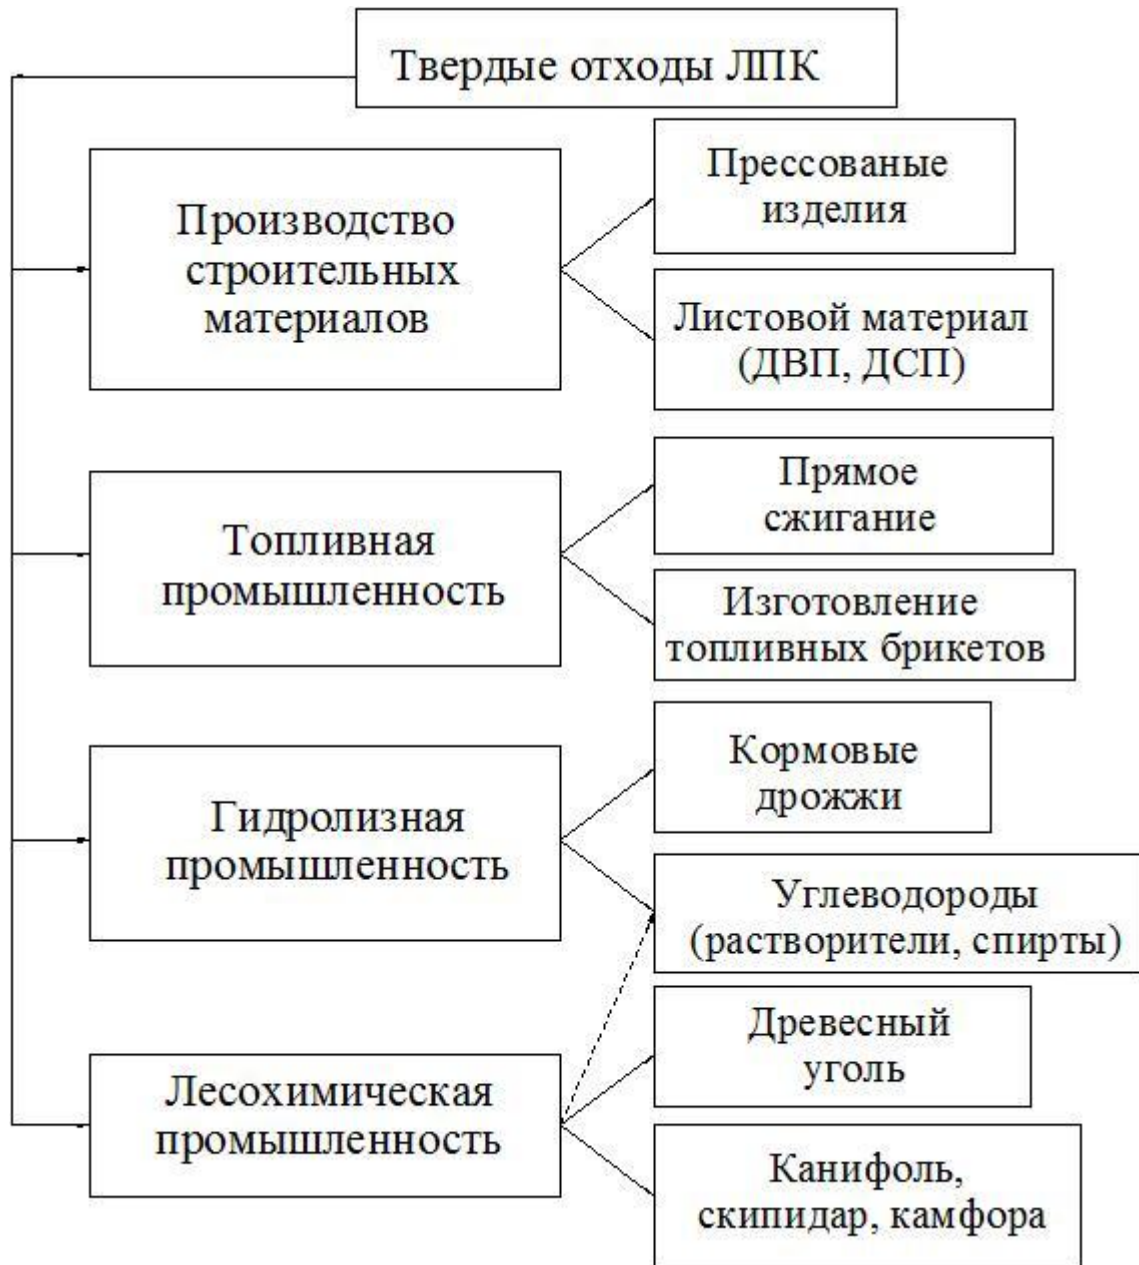 Твердые отходы ЛПК
Производство
строительных
материалов
Прессованые
изделия
Листовой материал
(ДВП, ДСП)
Топливная
промышленность
Прямое
сжигание
Изготовление
топливных брикетов
Гидролизная
промышленность
Кормовые
дрожжи
Углеводороды
(растворители, спирты)
Лесохимическая
промышленность
Древесный
уголь
Канифоль,
скипидар, камфора